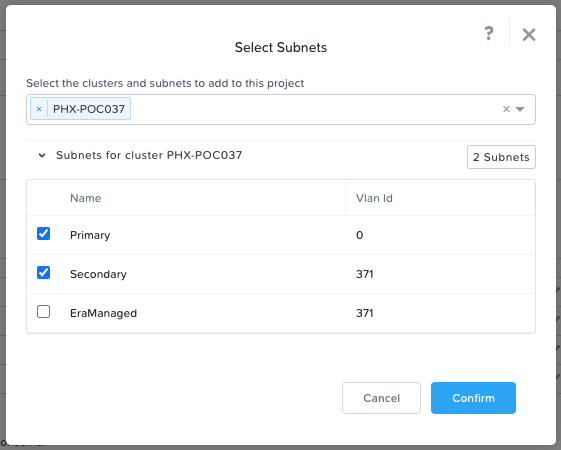 ?
Select Subnets
Select the clusters and subnets to add to this project
× PHX-POC037 ×
Subnets for cluster PHX-POC037 2 Subnets
Name Vlan Id
Primary 0
Secondary 371
EraManaged 371
Cancel Confirm